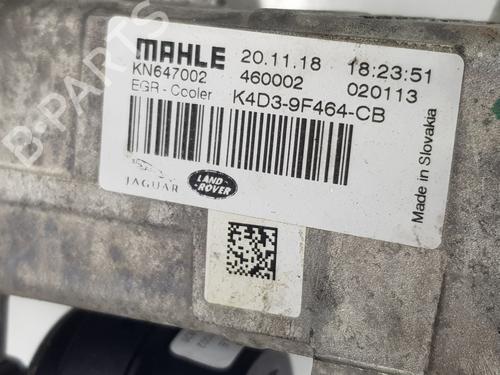 MAHLE 20.11.18 18:23:51
KN647002 460002 020113
EGR - Cooler K4D3-9F464-CB
JAGUAR
LAND-
ROVER
Made in Slovakia
B-PARTS